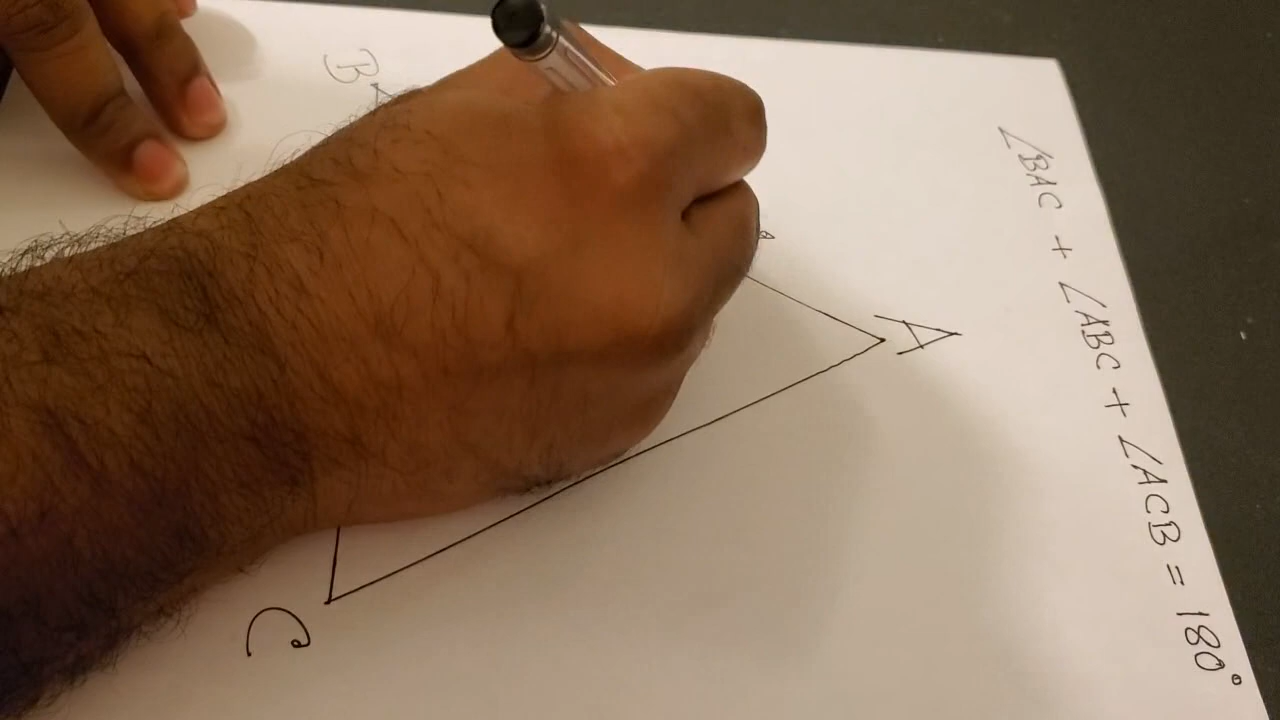 ∠BAC + ∠ABC + ∠ACB = 180°
A
B
C